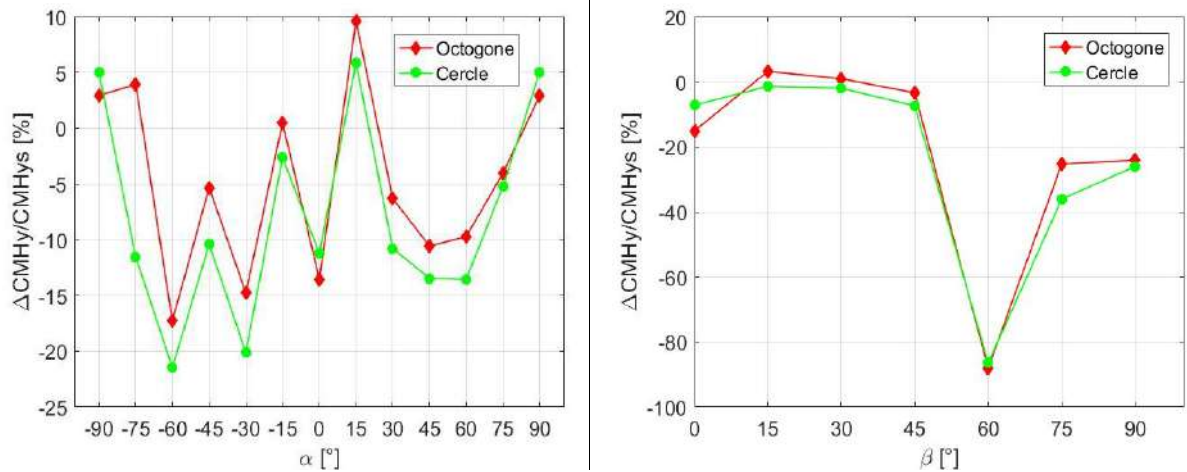 10
5
0
-5
-10
-15
-20
-25
ΔCMHy/CMHys [%]
Octogone
Cercle
-90 -75 -60 -45 -30 -15 0 15 30 45 60 75 90
α [°]
20
0
-20
-40
-60
-80
-100
ΔCMHy/CMHys [%]
Octogone
Cercle
0 15 30 45 60 75 90
β [°]